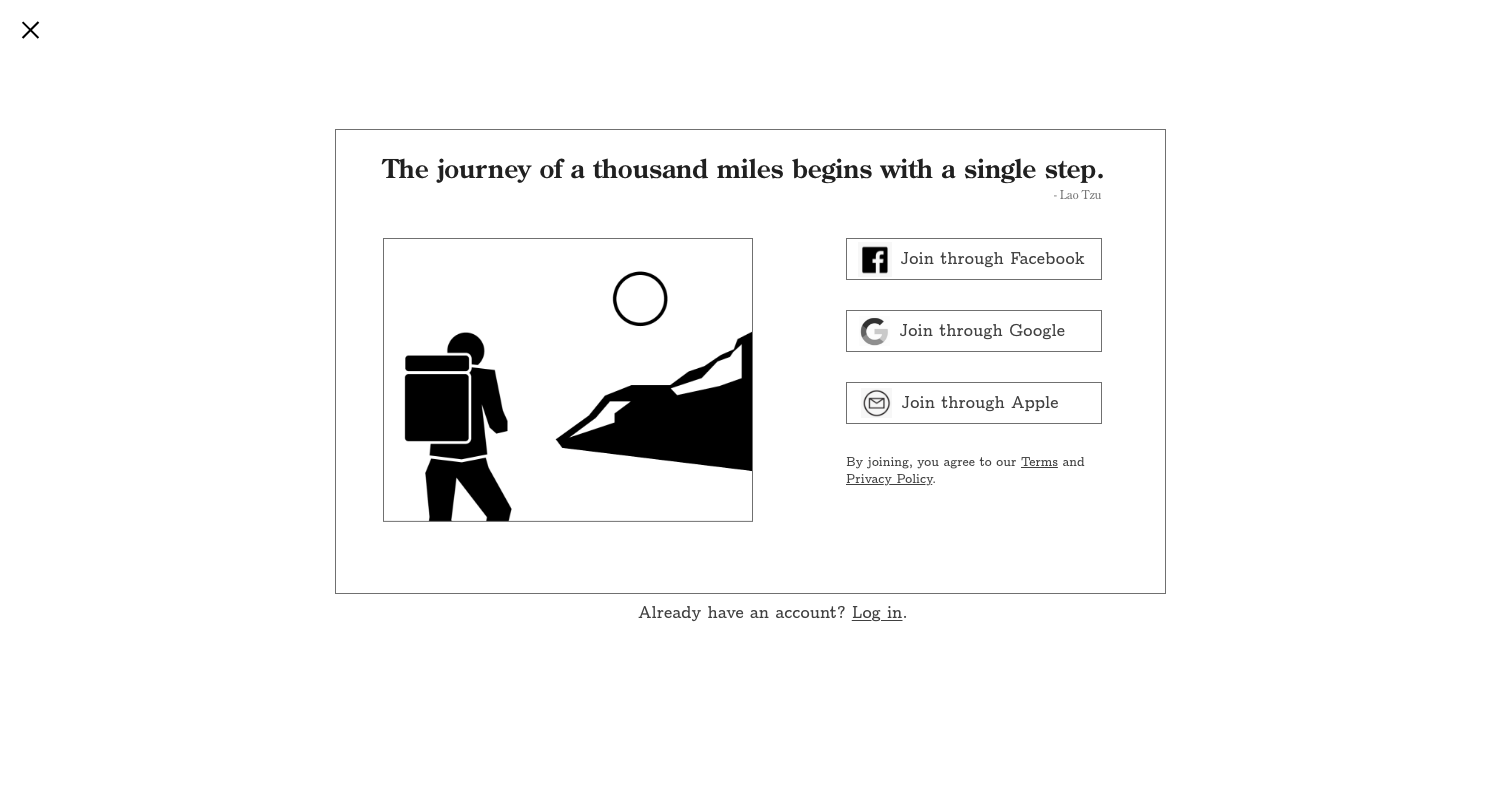 The journey of a thousand miles begins with a single step.
- Lao Tzu
Join through Facebook
Join through Google
Join through Apple
By joining, you agree to our Terms and
Privacy Policy.
Already have an account? Log in.